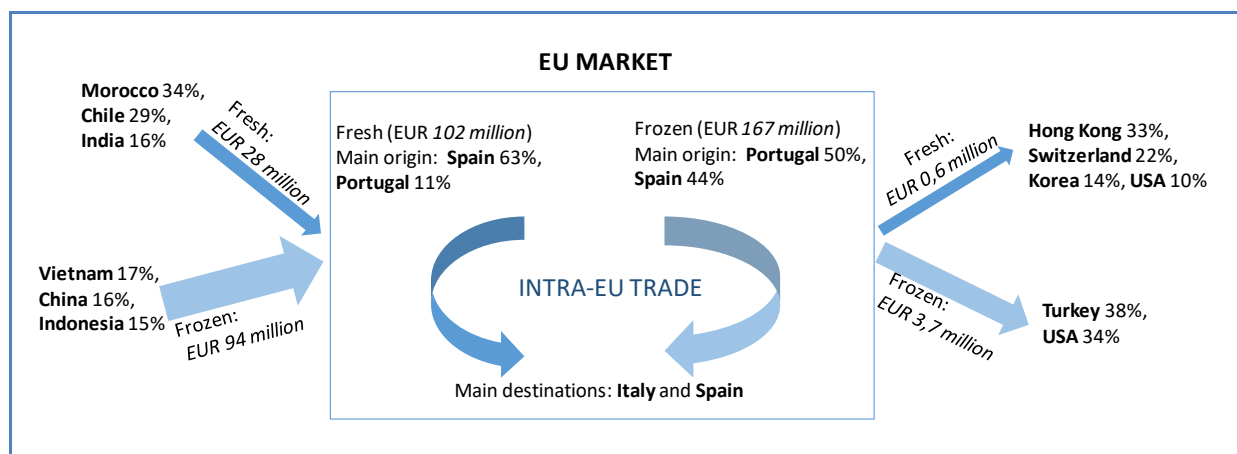 EU MARKET
Morocco 34%,
Chile 29%,
India 16%
Fresh:
EUR 28 million
Vietnam 17%,
China 16%,
Indonesia 15%
Frozen:
EUR 94 million
Fresh (EUR 102 million)
Main origin: Spain 63%,
Portugal 11%
Frozen (EUR 167 million)
Main origin: Portugal 50%,
Spain 44%
INTRA-EU TRADE
Main destinations: Italy and Spain
Fresh:
EUR 0,6 million
Hong Kong 33%,
Switzerland 22%,
Korea 14%, USA 10%
Frozen:
EUR 3,7 million
Turkey 38%,
USA 34%